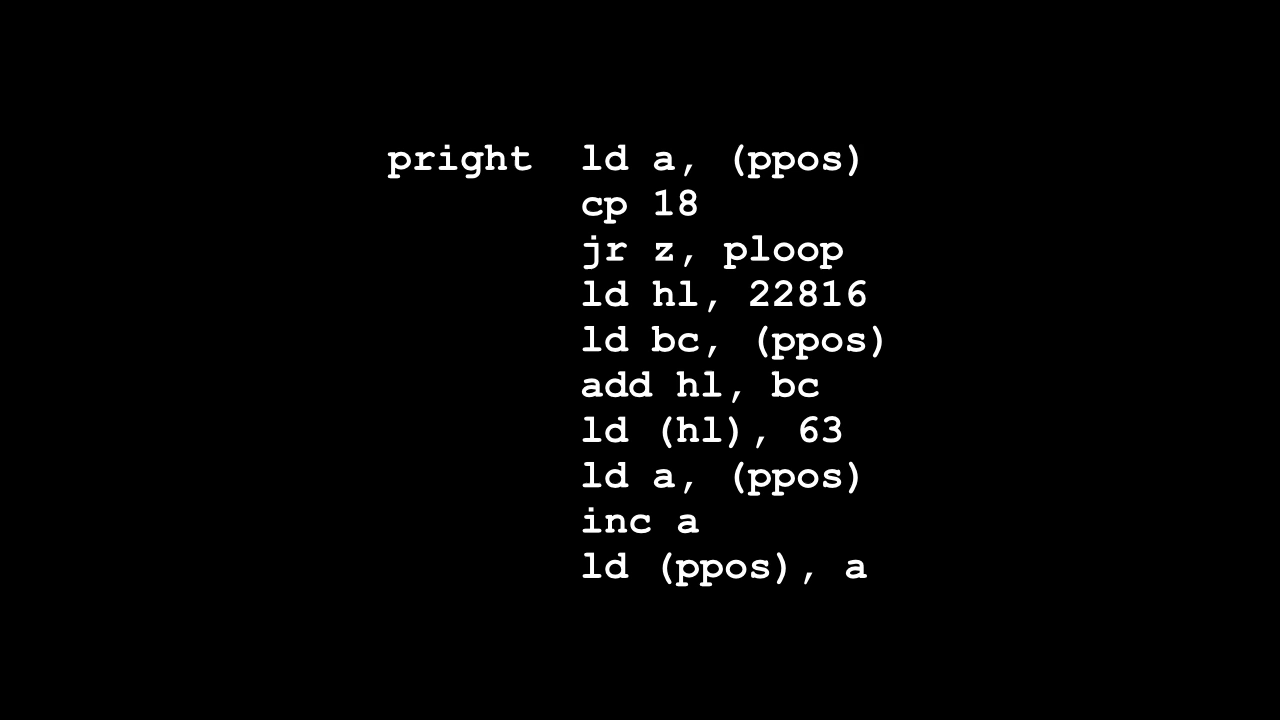 pright  ld a, (ppos)
        cp 18
        jr z, ploop
        ld hl, 22816
        ld bc, (ppos)
        add hl, bc
        ld (hl), 63
        ld a, (ppos)
        inc a
        ld (ppos), a